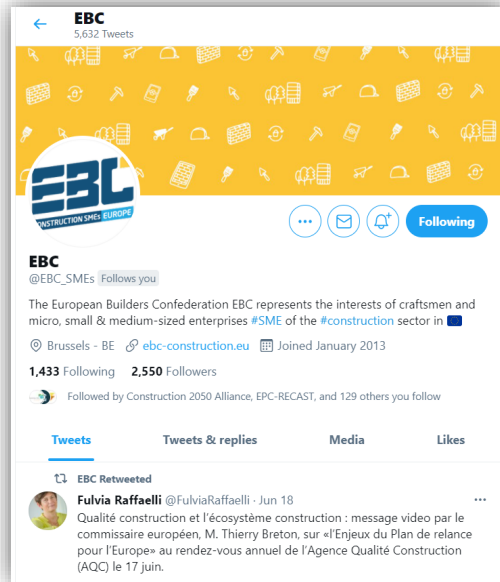 EBC
5,632 Tweets
EBC
CONSTRUCTION SMEs EUROPE
Following
EBC
@EBC_SMEs Follows you
The European Builders Confederation EBC represents the interests of craftsmen and
micro, small & medium-sized enterprises #SME of the #construction sector in
Brussels - BE ebc-construction.eu Joined January 2013
1,433 Following 2,550 Followers
Followed by Construction 2050 Alliance, EPC-RECAST, and 129 others you follow
Tweets Tweets & replies Media Likes
EBC Retweeted
Fulvia Raffaelli @FulviaRaffaelli · Jun 18
Qualité construction et l'écosystème construction : message video par le
commissaire européen, M. Thierry Breton, sur «l'Enjeux du Plan de relance
pour l'Europe» au rendez-vous annuel de l'Agence Qualité Construction
(AQC) le 17 juin.